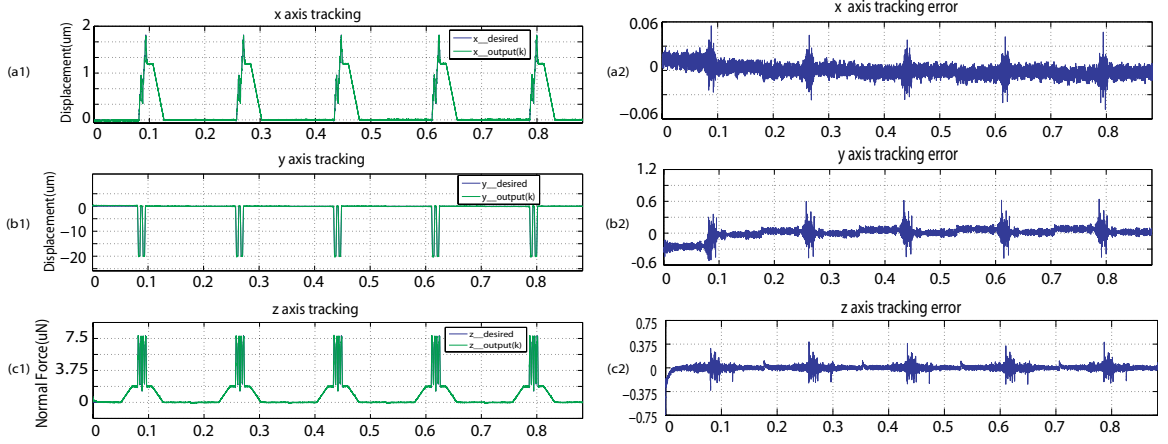 x axis tracking
(a1)
Displacement(um)
2
1
0
x__desired
x__output(k)
0 0.1 0.2 0.3 0.4 0.5 0.6 0.7 0.8
x axis tracking error
(a2)
0.06
0
−0.06
0 0.1 0.2 0.3 0.4 0.5 0.6 0.7 0.8
y axis tracking
(b1)
Displacement(um)
0
−10
−20
y__desired
y__output(k)
0 0.1 0.2 0.3 0.4 0.5 0.6 0.7 0.8
y axis tracking error
(b2)
1.2
0.6
0
-0.6
0 0.1 0.2 0.3 0.4 0.5 0.6 0.7 0.8
z axis tracking
(c1)
Normal Force(uN)
7.5
3.75
0
z__desired
z__output(k)
0 0.1 0.2 0.3 0.4 0.5 0.6 0.7 0.8
z axis tracking error
(c2)
0.75
0.375
0
−0.375
−0.75
0 0.1 0.2 0.3 0.4 0.5 0.6 0.7 0.8